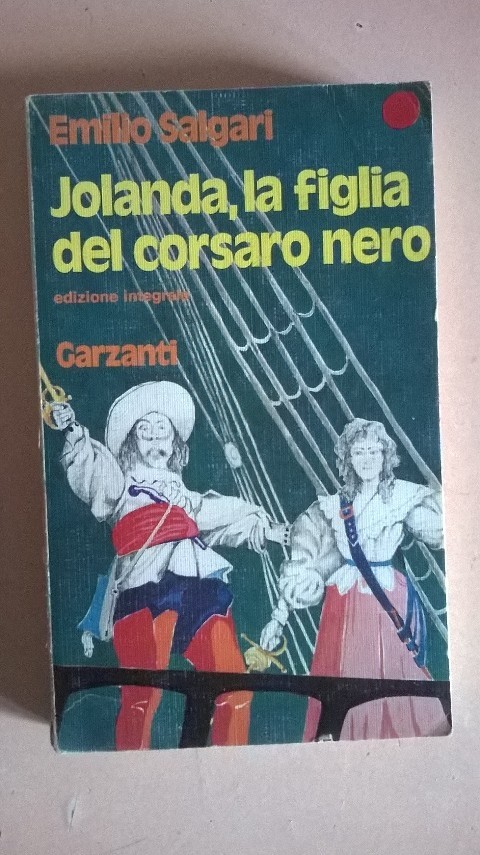 Emilio Salgari
Jolanda, la figlia
del corsaro nero
edizione integrale
Garzanti